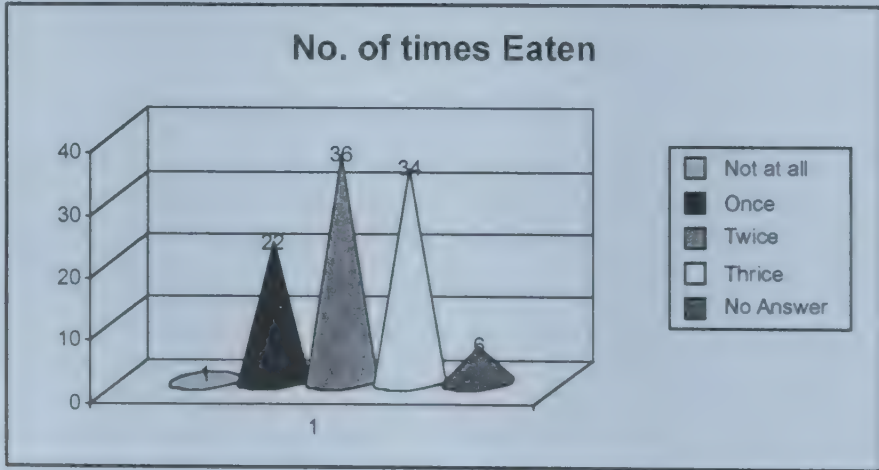 No. of times Eaten
40
30
20
10
0
1
22
36
34
6
1
Not at all
Once
Twice
Thrice
No Answer